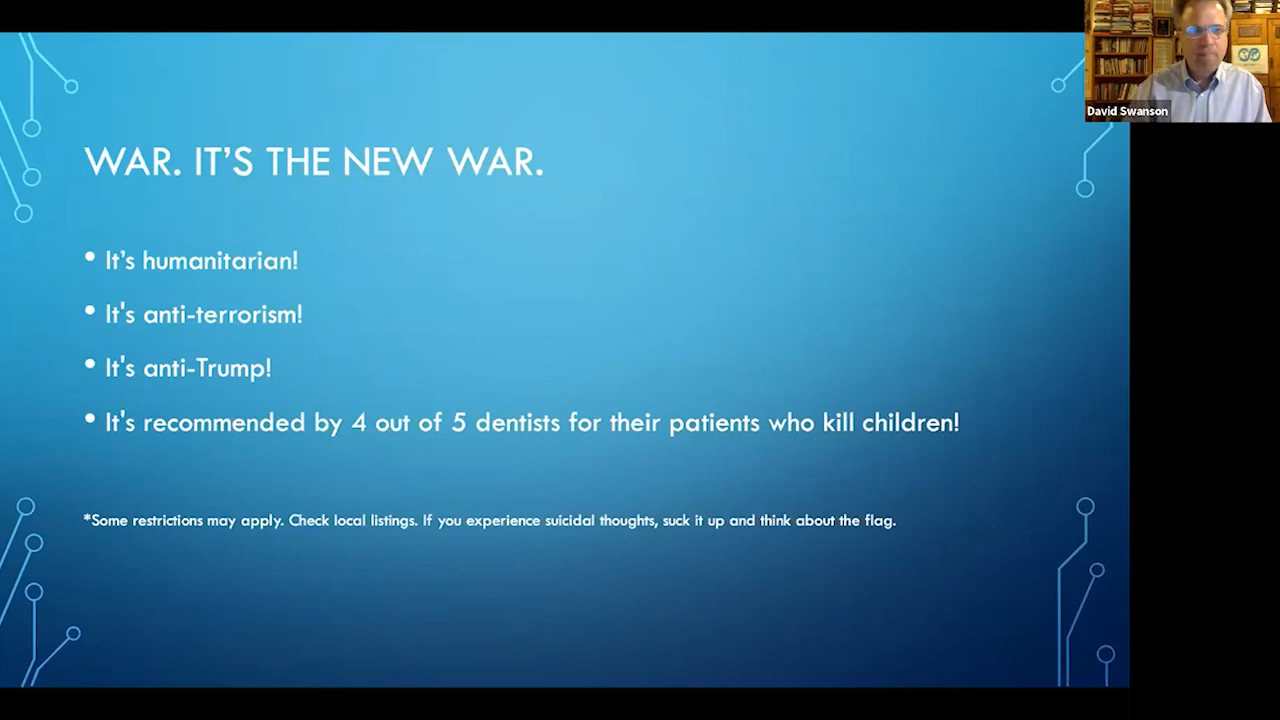 WAR. IT’S THE NEW WAR.
• It’s humanitarian!
• It's anti-terrorism!
• It's anti-Trump!
• It's recommended by 4 out of 5 dentists for their patients who kill children!
*Some restrictions may apply. Check local listings. If you experience suicidal thoughts, suck it up and think about the flag.
David Swanson